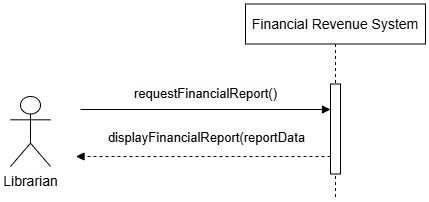 Financial Revenue System
requestFinancialReport()
displayFinancialReport(reportData
Librarian